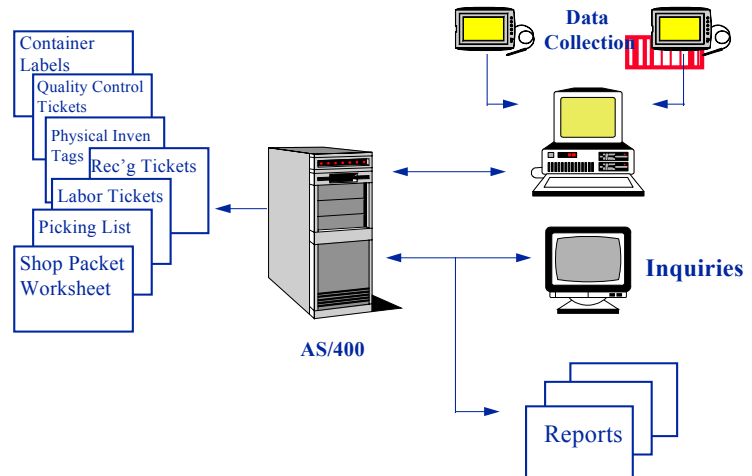 Container
Labels
Quality Control
Tickets
Physical Inven
Tags
Rec'g Tickets
Labor Tickets
Picking List
Shop Packet
Worksheet
AS/400
Data
Collection
Inquiries
Reports